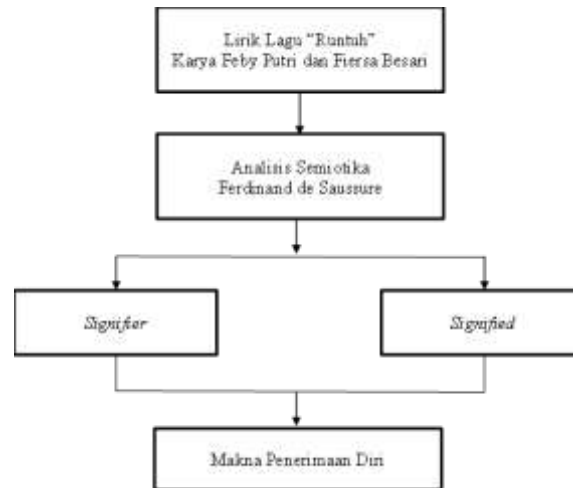 Lirik Lagu “Runtuh”
Karya Feby Putri dan Fiersa Besari
Analisis Semiotika
Ferdinand de Saussure
Signifier
Signified
Makna Penerimaan Diri